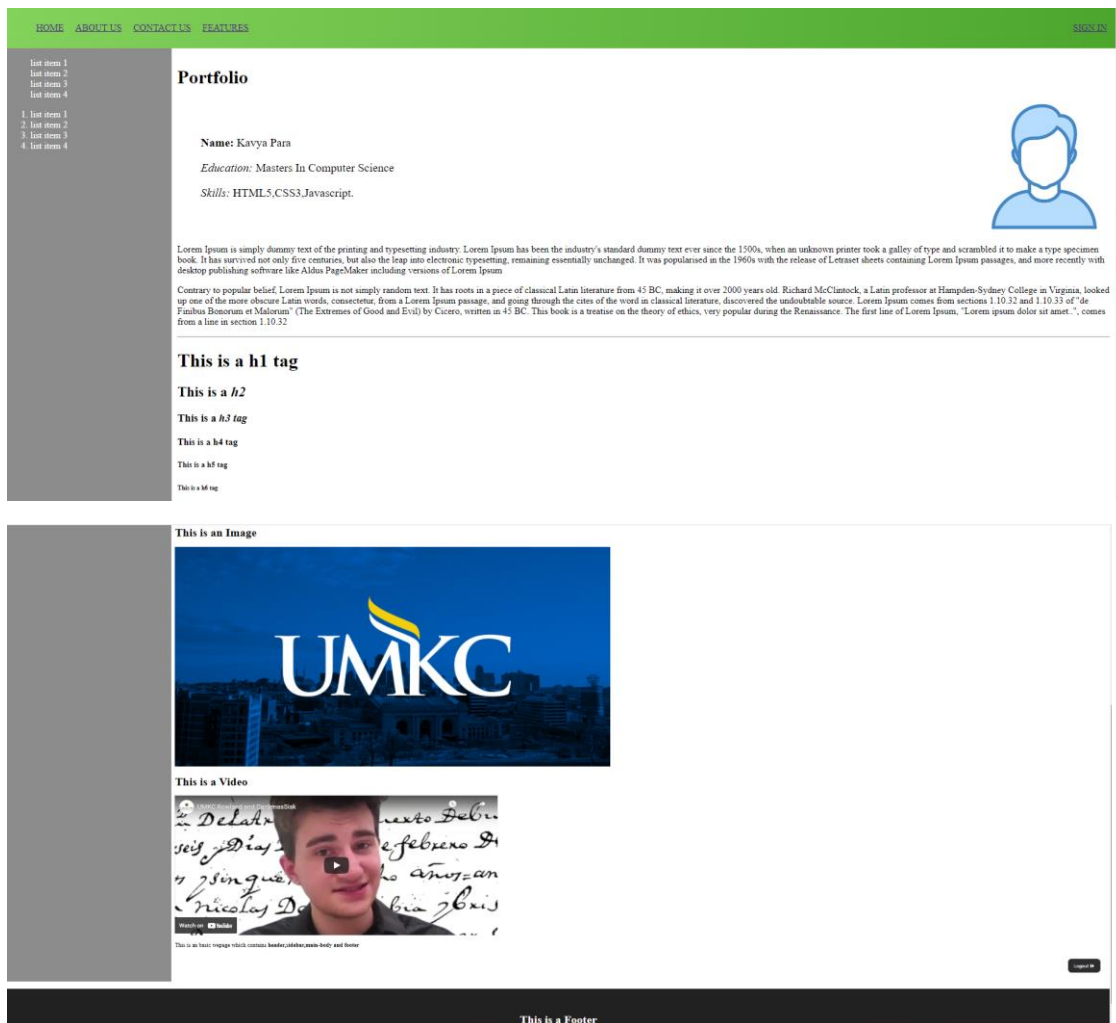 HOME ABOUT US CONTACT US FEATURES SIGN IN
list item 1
list item 2
list item 3
list item 4
1. list item 1
2. list item 2
3. list item 3
4. list item 4
Portfolio
Name: Kavya Para
Education: Masters In Computer Science
Skills: HTML5,CSS3,Javascript.
Lorem Ipsum is simply dummy text of the printing and typesetting industry. Lorem Ipsum has been the industry's standard dummy text ever since the 1500s, when an unknown printer took a galley of type and scrambled it to make a type specimen
book. It has survived not only five centuries, but also the leap into electronic typesetting, remaining essentially unchanged. It was popularised in the 1960s with the release of Letraset sheets containing Lorem Ipsum passages, and more recently with
desktop publishing software like Aldus PageMaker including versions of Lorem Ipsum
Contrary to popular belief, Lorem Ipsum is not simply random text. It has roots in a piece of classical Latin literature from 45 BC, making it over 2000 years old. Richard McClintock, a Latin professor at Hampden-Sydney College in Virginia, looked
up one of the more obscure Latin words, consectetur, from a Lorem Ipsum passage, and going through the cites of the word in classical literature, discovered the undoubtable source. Lorem Ipsum comes from sections 1.10.32 and 1.10.33 of "de
Finibus Bonorum et Malorum" (The Extremes of Good and Evil) by Cicero, written in 45 BC. This book is a treatise on the theory of ethics, very popular during the Renaissance. The first line of Lorem Ipsum, "Lorem ipsum dolor sit amet..", comes
from a line in section 1.10.32
This is a h1 tag
This is a h2
This is a h3 tag
This is a h4 tag
This is a h5 tag
This is a h6 tag
This is an Image
UMKC
This is a Video
UMKC Rowland and
febrero
Nicolas
Watch on YouTube
This is an basic wepage which contains header,sidebar,main-body and footer
Logout
This is a Footer